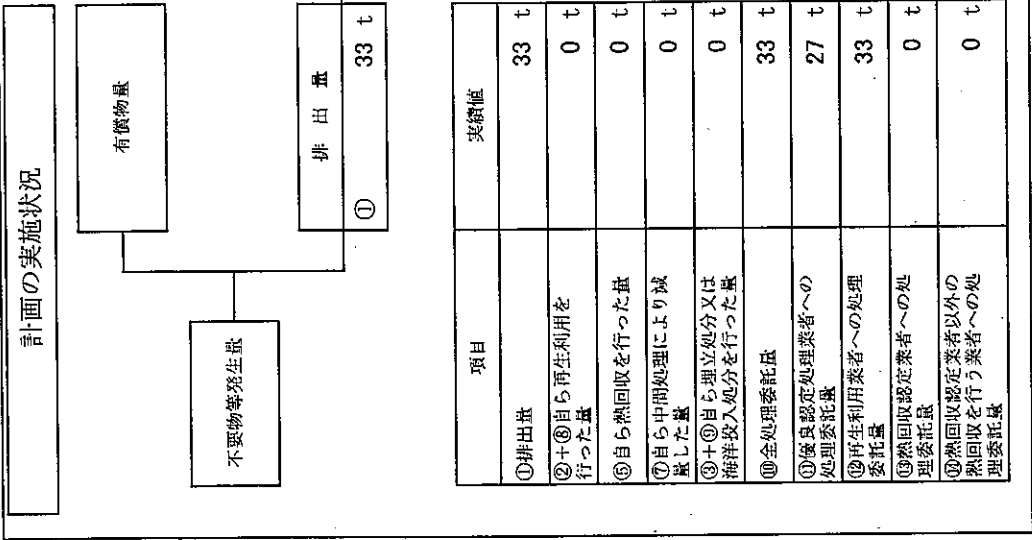 計画の実施状況
不要物等発生量
有償物量
排出量
① 33 t
項目 実績値
①排出量 33 t
②+⑧自ら再生利用を
行った量 0 t
⑤自ら熱回収を行った量 0 t
⑦自ら中間処理により減
量した量 0 t
③+⑨自ら埋立処分又は
海洋投入処分を行った量 0 t
⑩全処理委託量 33 t
⑪優良認定処理業者への
処理委託量 27 t
⑫再生利用業者への処理
委託量 33 t
⑬熱回収認定業者への処
理委託量 0 t
⑭熱回収認定業者以外の
熱回収を行う業者への処
理委託量 0 t